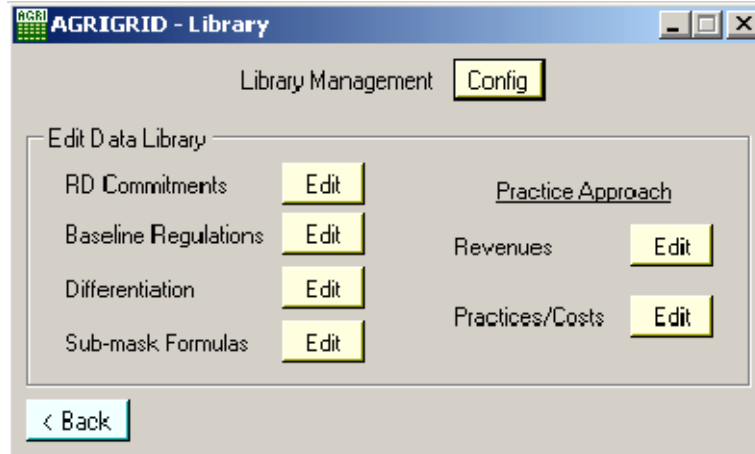 AGRI
AGRIGRID - Library
Library Management Config
Edit Data Library
RD Commitments Edit
Baseline Regulations Edit
Differentiation Edit
Sub-mask Formulas Edit
Practice Approach
Revenues Edit
Practices/Costs Edit
< Back